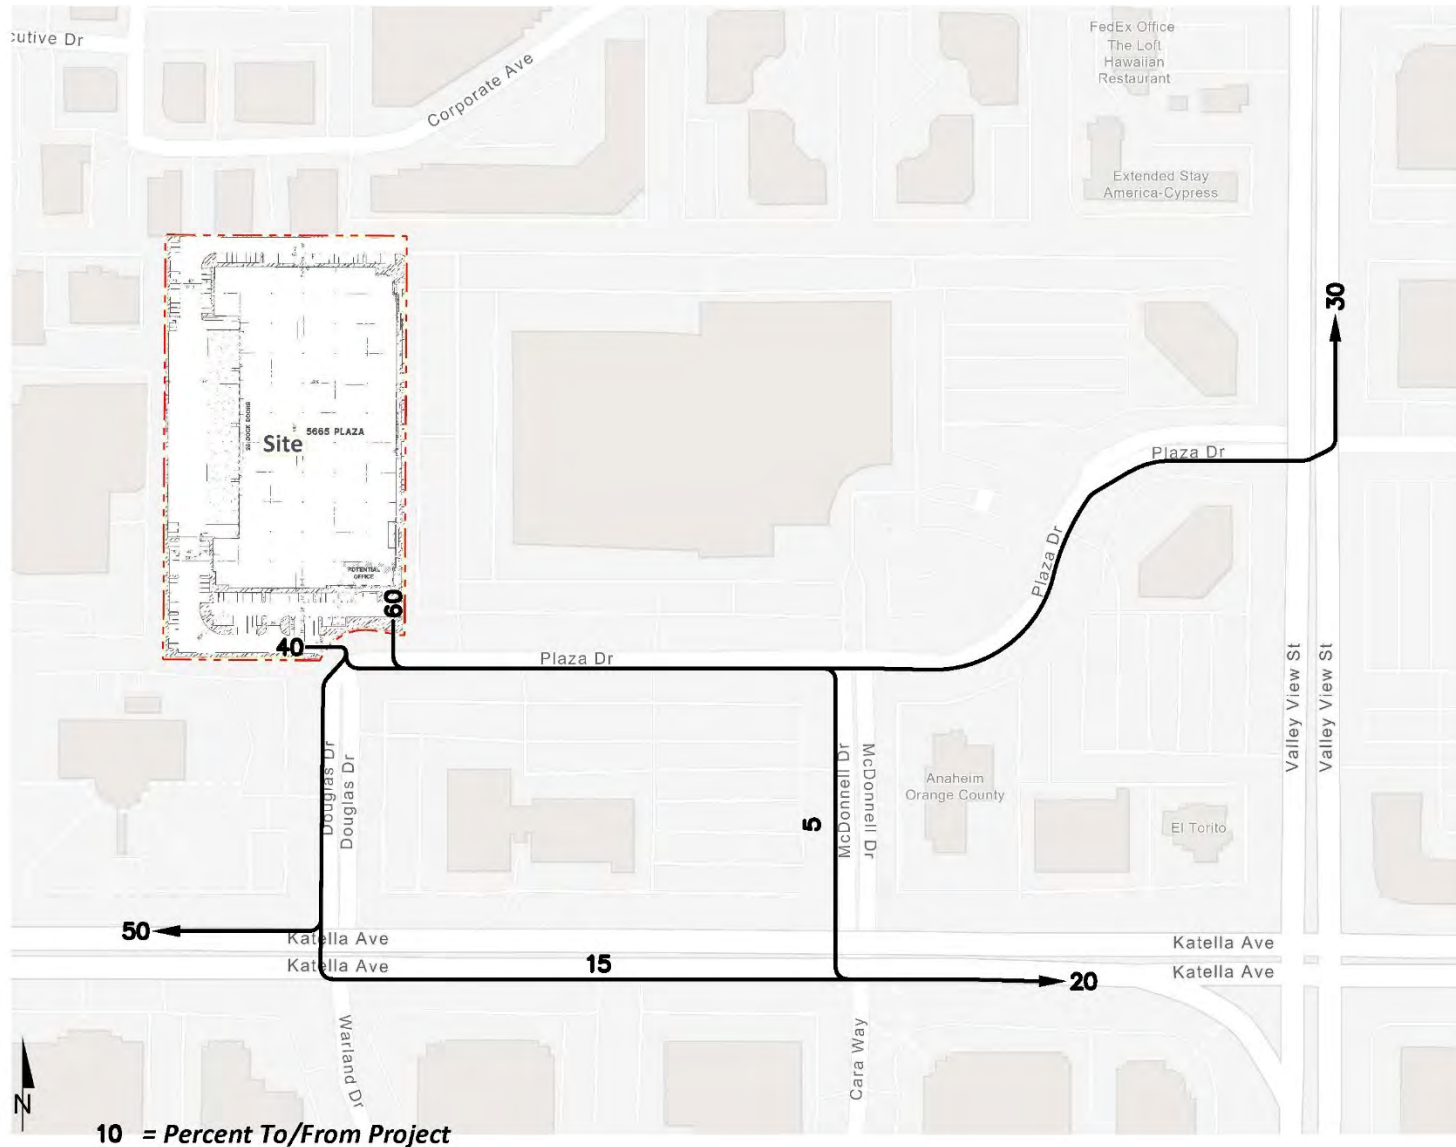 cutive Dr
Corporate Ave
FedEx Office
The Loft
Hawaiian
Restaurant
Extended Stay
America-Cypress
30
Plaza Dr
5665 PLAZA
Site
POTENTIAL
OFFICE
60
40
Plaza Dr
Plaza Dr
Valley View St
Valley View St
Douglas Dr
Douglas Dr
5
McDonnell Dr
McDonnell Dr
Anaheim
Orange County
El Torito
50
Katella Ave
Katella Ave
15
20
Katella Ave
Katella Ave
Warland Dr
Cara Way
N
10 = Percent To/From Project